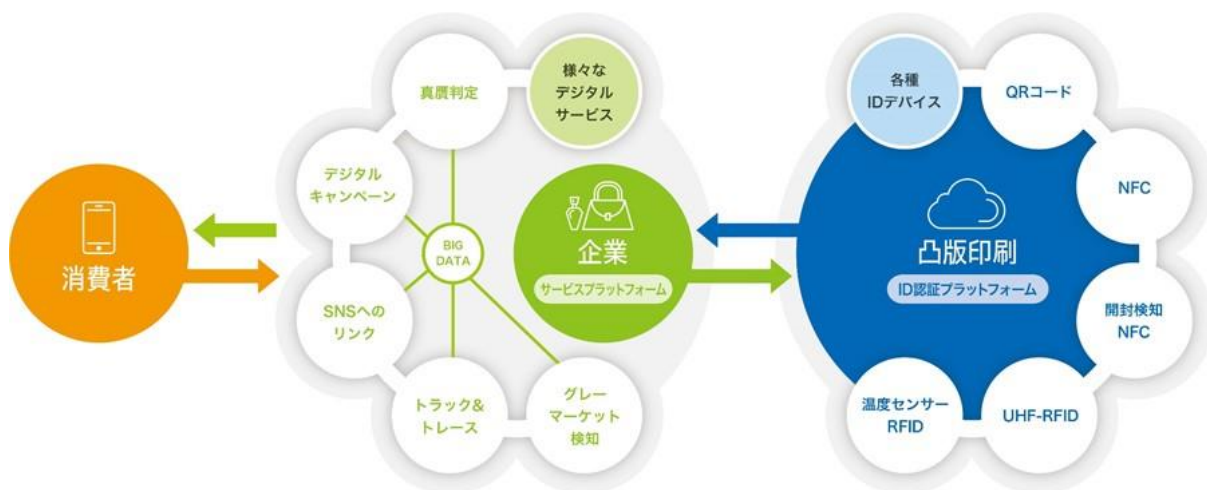 消費者
真贋判定
様々な
デジタル
サービス
デジタル
キャンペーン
BIG
DATA
SNSへの
リンク
トラック&
トレース
グレー
マーケット
検知
企業
サービスプラットフォーム
各種
IDデバイス
QRコード
NFC
凸版印刷
ID認証プラットフォーム
開封検知
NFC
温度センサー
RFID
UHF-RFID